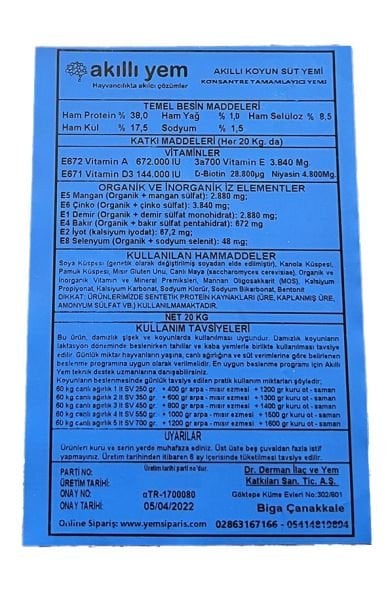 akıllı yem
Hayvancılıkta akılcı çözümler
AKILLI KOYUN SÜT YEMİ
KONSANTRE TAMAMLAYICI YEMİ
TEMEL BESİN MADDELERİ
Ham Protein % 38,0 Ham Yağ % 1,0 Ham Selüloz % 8,5
Ham Kül % 17,5 Sodyum % 1,5
KATKI MADDELERİ (Her 20 Kg. da)
VİTAMİNLER
E672 Vitamin A 672.000 IU 3a700 Vitamin E 3.840 Mg.
E671 Vitamin D3 144.000 IU D-Biotin 28.800µg Niyasin 4.800Mg.
ORGANİK VE İNORGANİK İZ ELEMENTLER
E5 Mangan (Organik + mangan sülfat): 2.880 mg;
E6 Çinko (Organik + çinko sülfat): 3.840 mg;
E1 Demir (Organik + demir sülfat monohidrat): 2.880 mg;
E4 Bakır (Organik + bakır sülfat pentahidrat): 672 mg
E2 İyot (kalsiyum iyodat): 67,2 mg;
E8 Selenyum (Organik + sodyum selenit): 48 mg;
KULLANILAN HAMMADDELER
Soya Küspesi (genetik olarak değiştirilmiş soyadan elde edilmiştir), Kanola Küspesi,
Pamuk Küspesi, Mısır Gluten Unu, Canlı Maya (saccharomyces cerevisiae), Organik ve
İnorganik Vitamin ve Mineral Premiksleri, Mannan Oligosakkarit (MOS), Kalsiyum
Propiyonat, Kalsiyum Karbonat, Sodyum Klorür, Sodyum Bikarbonat, Bentonit
DİKKAT: ÜRÜNLERİMİZDE SENTETİK PROTEİN KAYNAKLARI (ÜRE, KAPLANMIŞ ÜRE,
AMONYUM SÜLFAT VB.) KULLANILMAMAKTADIR.
NET 20 KG
KULLANIM TAVSİYELERİ
Bu ürün, damızlık şişek ve koyunlarda kullanılması uygundur. Damızlık koyunların
laktasyon döneminde beslenmen tahıllar ve kaba yemlerle birlikte kullanılması tavsiye
edilir. Günlük miktar hayvanların yaşına, canlı ağırlığına ve süt verimlerine göre belirlenen
beslenme programına uygun olarak verilmelidir. En uygun beslenme programı için Akıllı
Yem teknik destek uzmanlarına danışabilirsiniz.
Koyunların beslenmesinde günlük tavsiye edilen pratik kullanım miktarları şöyledir;
60 kg canlı ağırlık 2 lt SV 250 gr. + 400 gr arpa - mısır ezmesi + 1200 gr kuru ot - saman
60 kg canlı ağırlık 2 lt SV 350 gr. + 600 gr arpa - mısır ezmesi + 1300 gr kuru ot - saman
60 kg canlı ağırlık 3 lt SV 450 gr. + 800 gr arpa - mısır ezmesi + 1400 gr kuru ot - saman
60 kg canlı ağırlık 4 lt SV 550 gr. + 1000 gr arpa - mısır ezmesi + 1500 gr kuru ot - saman
60 kg canlı ağırlık 5 lt SV 700 gr. + 1200 gr arpa - mısır ezmesi + 1600 gr kuru ot - saman
UYARILAR
Ürünleri kuru ve serin yerde muhafaza ediniz. Üst üste beş çuvaldan fazla istif
yapmayınız. Üretim tarihinden itibaren 6 ay içerisinde tüketilmesi tavsiye edilir.
PARTİ NO: Üretim tarihi parti no'dur.
ÜRETİM TARİHİ:
ONAY NO: αTR-1700080
ONAY TARİHİ: 05/04/2022
Dr. Derman İlaç ve Yem
Katkıları San. Tic. A.Ş.
Göktepe Küme Evleri No:302/601
Biga Çanakkale
Online Sipariş: www.yemsiparis.com 02863167166 - 05414819894